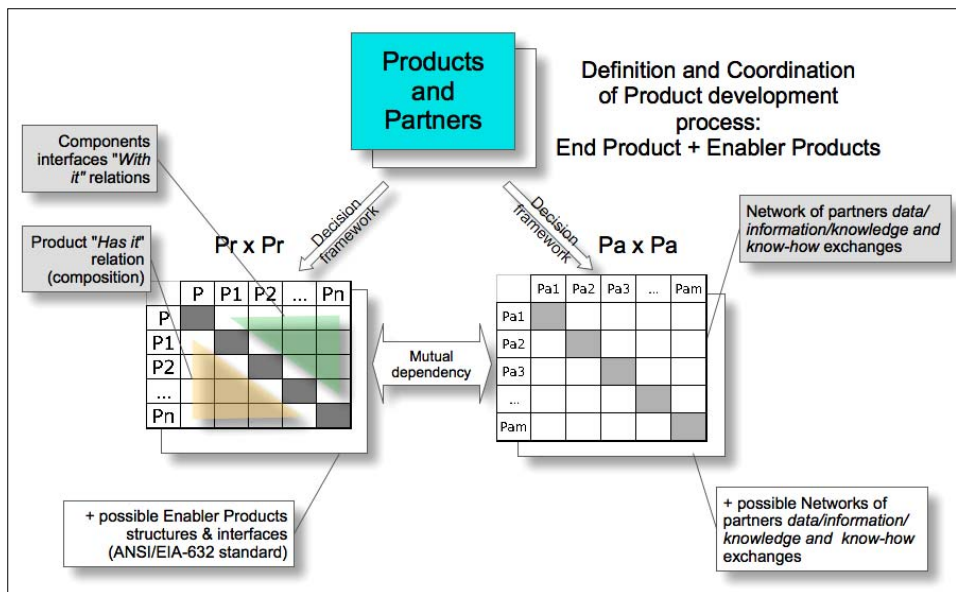 Products
and
Partners
Definition and Coordination
of Product development
process:
End Product + Enabler Products
Components
interfaces "With
it" relations
Product "Has it"
relation
(composition)
Decision
framework
Decision
framework
Network of partners data/
information/knowledge and
know-how exchanges
Pr x Pr
Pa x Pa
P P1 P2 ... Pn
P
P1
P2
...
Pn
Mutual
dependency
Pa1 Pa2 Pa3 ... Pam
Pa1
Pa2
Pa3
...
Pam
+ possible Enabler Products
structures & interfaces
(ANSI/EIA-632 standard)
+ possible Networks of
partners data/information/
knowledge and know-how
exchanges